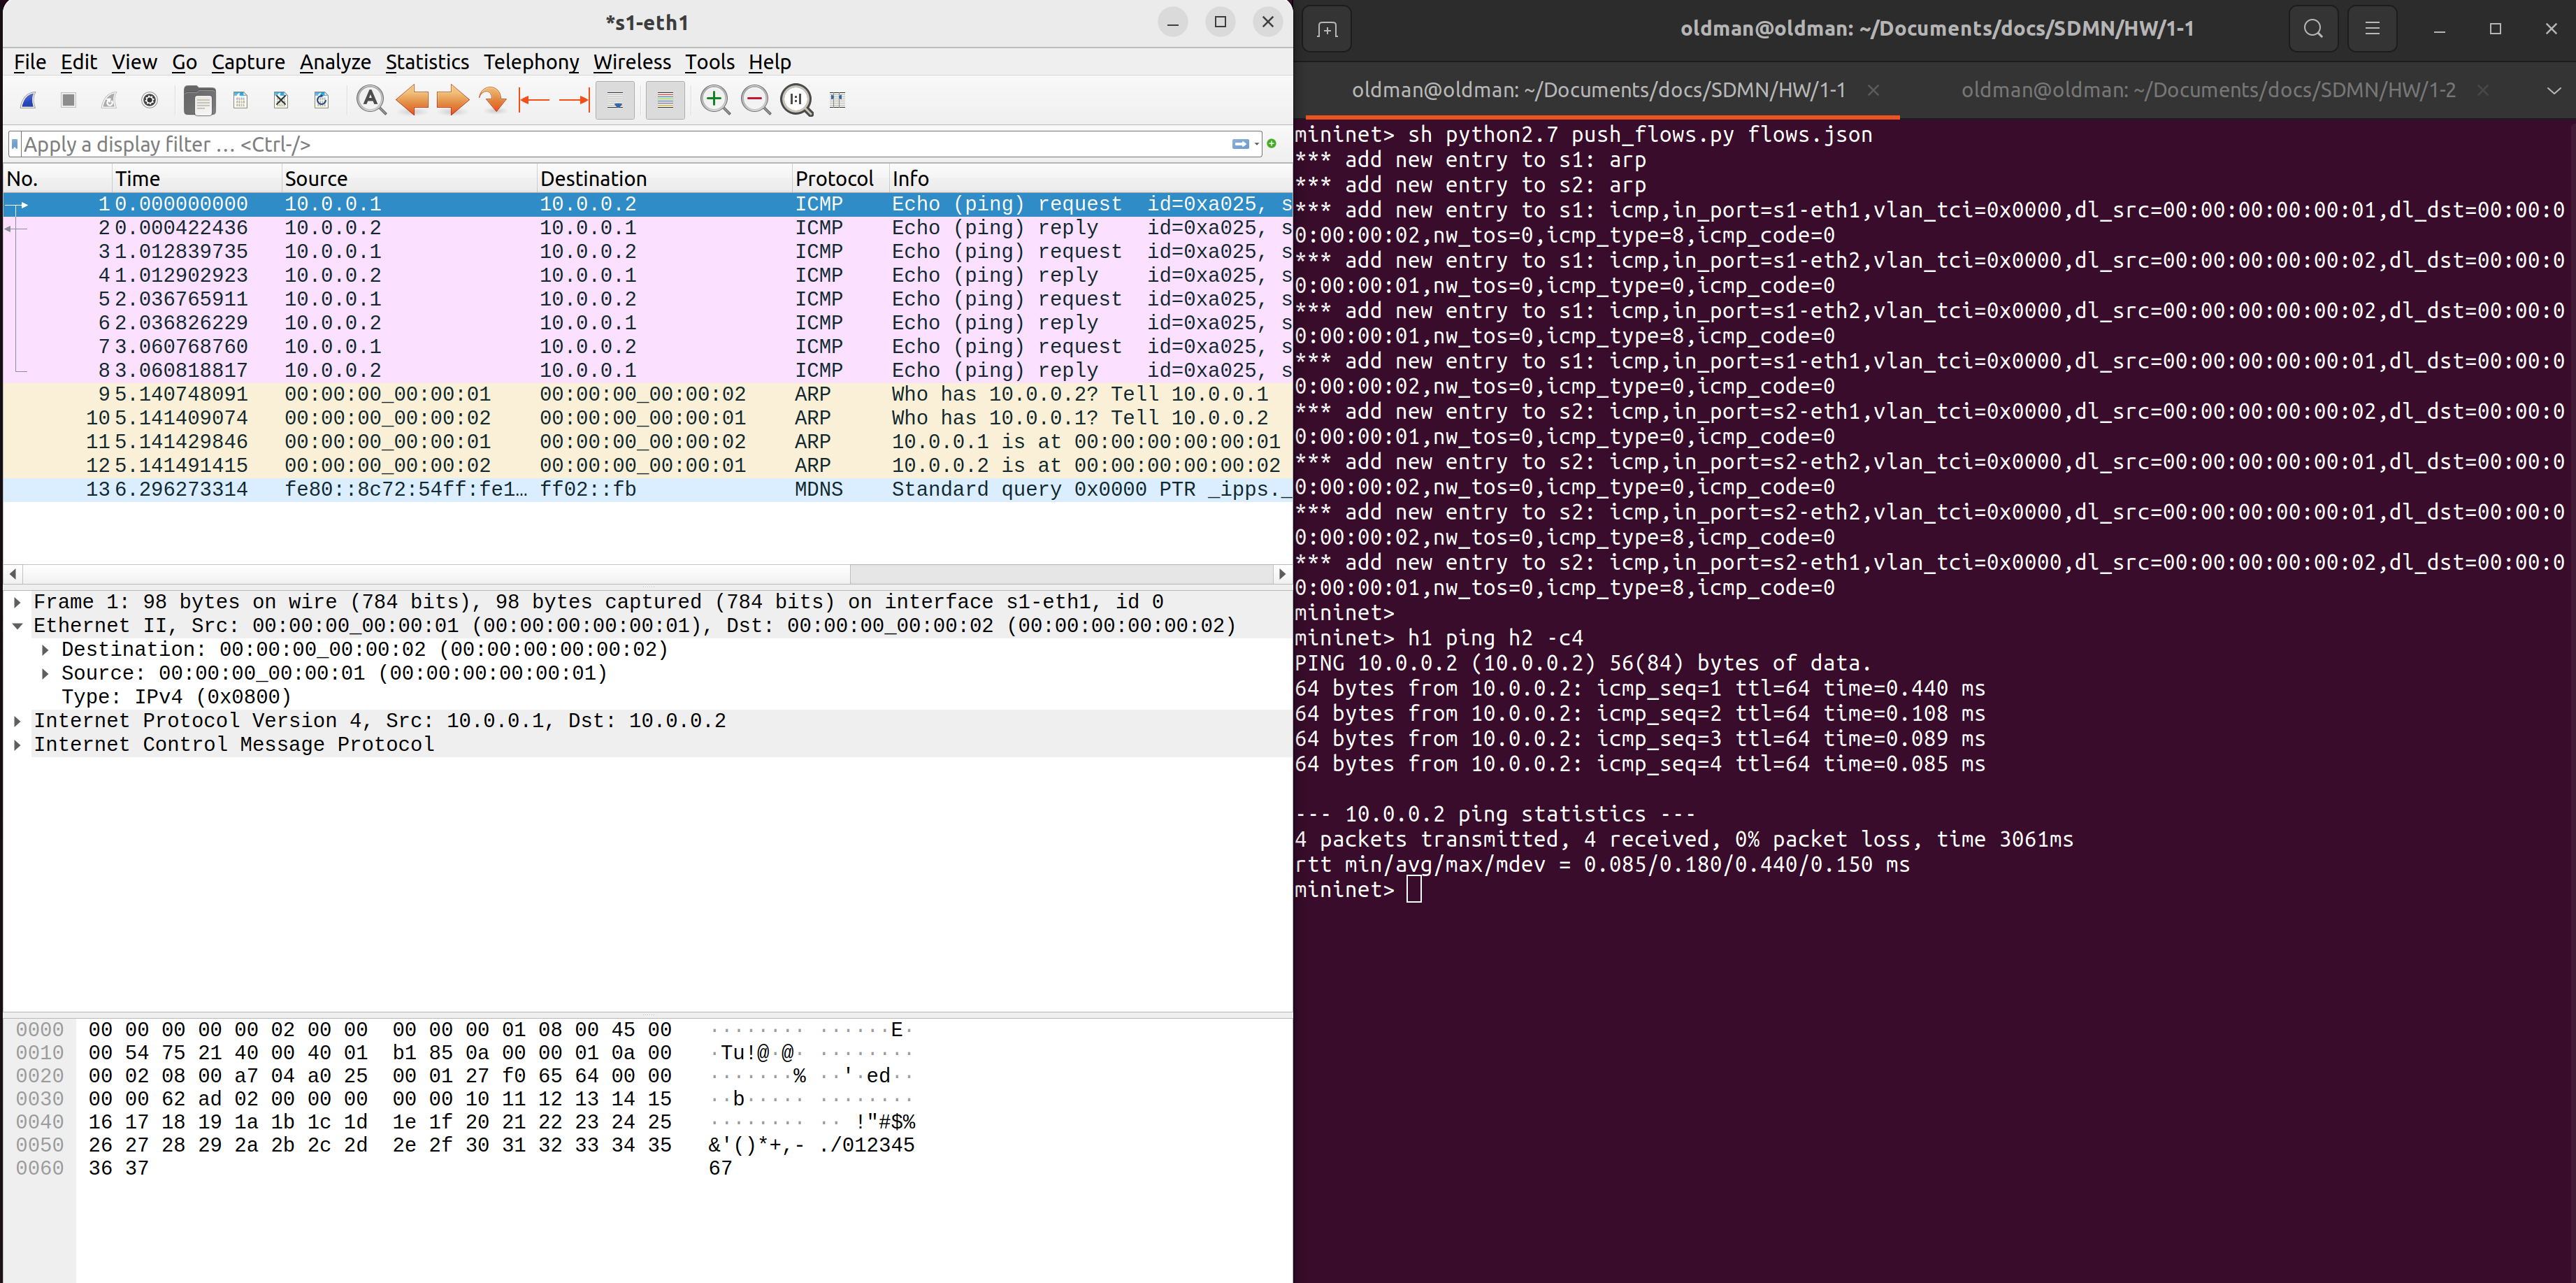 *s1-eth1
File Edit View Go Capture Analyze Statistics Telephony Wireless Tools Help
Apply a display filter … <Ctrl-/>
No. Time Source Destination Protocol Info
1 0.000000000 10.0.0.1 10.0.0.2 ICMP Echo (ping) request id=0xa025, s
2 0.000422436 10.0.0.2 10.0.0.1 ICMP Echo (ping) reply id=0xa025, s
3 1.012839735 10.0.0.1 10.0.0.2 ICMP Echo (ping) request id=0xa025, s
4 1.012902923 10.0.0.2 10.0.0.1 ICMP Echo (ping) reply id=0xa025, s
5 2.036765911 10.0.0.1 10.0.0.2 ICMP Echo (ping) request id=0xa025, s
6 2.036826229 10.0.0.2 10.0.0.1 ICMP Echo (ping) reply id=0xa025, s
7 3.060768760 10.0.0.1 10.0.0.2 ICMP Echo (ping) request id=0xa025, s
8 3.060818817 10.0.0.2 10.0.0.1 ICMP Echo (ping) reply id=0xa025, s
9 5.140748091 00:00:00_00:00:01 00:00:00_00:00:02 ARP Who has 10.0.0.2? Tell 10.0.0.1
10 5.141409074 00:00:00_00:00:02 00:00:00_00:00:01 ARP Who has 10.0.0.1? Tell 10.0.0.2
11 5.141429846 00:00:00_00:00:01 00:00:00_00:00:02 ARP 10.0.0.1 is at 00:00:00:00:00:01
12 5.141491415 00:00:00_00:00:02 00:00:00_00:00:01 ARP 10.0.0.2 is at 00:00:00:00:00:02
13 6.296273314 fe80::8c72:54ff:fe1… ff02::fb MDNS Standard query 0x0000 PTR _ipps._
Frame 1: 98 bytes on wire (784 bits), 98 bytes captured (784 bits) on interface s1-eth1, id 0
Ethernet II, Src: 00:00:00_00:00:01 (00:00:00:00:00:01), Dst: 00:00:00_00:00:02 (00:00:00:00:00:02)
Destination: 00:00:00_00:00:02 (00:00:00:00:00:02)
Source: 00:00:00_00:00:01 (00:00:00:00:00:01)
Type: IPv4 (0x0800)
Internet Protocol Version 4, Src: 10.0.0.1, Dst: 10.0.0.2
Internet Control Message Protocol
0000 00 00 00 00 00 02 00 00 00 00 00 01 08 00 45 00 ········ ······E·
0010 00 54 75 21 40 00 40 01 b1 85 0a 00 00 01 0a 00 ·Tu!@·@· ········
0020 00 02 08 00 a7 04 a0 25 00 01 27 f0 65 64 00 00 ·······% ··'·ed··
0030 00 00 62 ad 02 00 00 00 00 00 10 11 12 13 14 15 ··b····· ········
0040 16 17 18 19 1a 1b 1c 1d 1e 1f 20 21 22 23 24 25 ········ ·· !"#$%
0050 26 27 28 29 2a 2b 2c 2d 2e 2f 30 31 32 33 34 35 &'()*+,- ./012345
0060 36 37 67
oldman@oldman: ~/Documents/docs/SDMN/HW/1-1
oldman@oldman: ~/Documents/docs/SDMN/HW/1-1 oldman@oldman: ~/Documents/docs/SDMN/HW/1-2
mininet> sh python2.7 push_flows.py flows.json
*** add new entry to s1: arp
*** add new entry to s2: arp
*** add new entry to s1: icmp,in_port=s1-eth1,vlan_tci=0x0000,dl_src=00:00:00:00:00:01,dl_dst=00:00:0
0:00:00:02,nw_tos=0,icmp_type=8,icmp_code=0
*** add new entry to s1: icmp,in_port=s1-eth2,vlan_tci=0x0000,dl_src=00:00:00:00:00:02,dl_dst=00:00:0
0:00:00:01,nw_tos=0,icmp_type=0,icmp_code=0
*** add new entry to s1: icmp,in_port=s1-eth2,vlan_tci=0x0000,dl_src=00:00:00:00:00:02,dl_dst=00:00:0
0:00:00:01,nw_tos=0,icmp_type=8,icmp_code=0
*** add new entry to s1: icmp,in_port=s1-eth1,vlan_tci=0x0000,dl_src=00:00:00:00:00:01,dl_dst=00:00:0
0:00:00:02,nw_tos=0,icmp_type=0,icmp_code=0
*** add new entry to s2: icmp,in_port=s2-eth1,vlan_tci=0x0000,dl_src=00:00:00:00:00:02,dl_dst=00:00:0
0:00:00:01,nw_tos=0,icmp_type=0,icmp_code=0
*** add new entry to s2: icmp,in_port=s2-eth2,vlan_tci=0x0000,dl_src=00:00:00:00:00:01,dl_dst=00:00:0
0:00:00:02,nw_tos=0,icmp_type=0,icmp_code=0
*** add new entry to s2: icmp,in_port=s2-eth2,vlan_tci=0x0000,dl_src=00:00:00:00:00:01,dl_dst=00:00:0
0:00:00:02,nw_tos=0,icmp_type=8,icmp_code=0
*** add new entry to s2: icmp,in_port=s2-eth1,vlan_tci=0x0000,dl_src=00:00:00:00:00:02,dl_dst=00:00:0
0:00:00:01,nw_tos=0,icmp_type=8,icmp_code=0
mininet>
mininet> h1 ping h2 -c4
PING 10.0.0.2 (10.0.0.2) 56(84) bytes of data.
64 bytes from 10.0.0.2: icmp_seq=1 ttl=64 time=0.440 ms
64 bytes from 10.0.0.2: icmp_seq=2 ttl=64 time=0.108 ms
64 bytes from 10.0.0.2: icmp_seq=3 ttl=64 time=0.089 ms
64 bytes from 10.0.0.2: icmp_seq=4 ttl=64 time=0.085 ms
--- 10.0.0.2 ping statistics ---
4 packets transmitted, 4 received, 0% packet loss, time 3061ms
rtt min/avg/max/mdev = 0.085/0.180/0.440/0.150 ms
mininet>